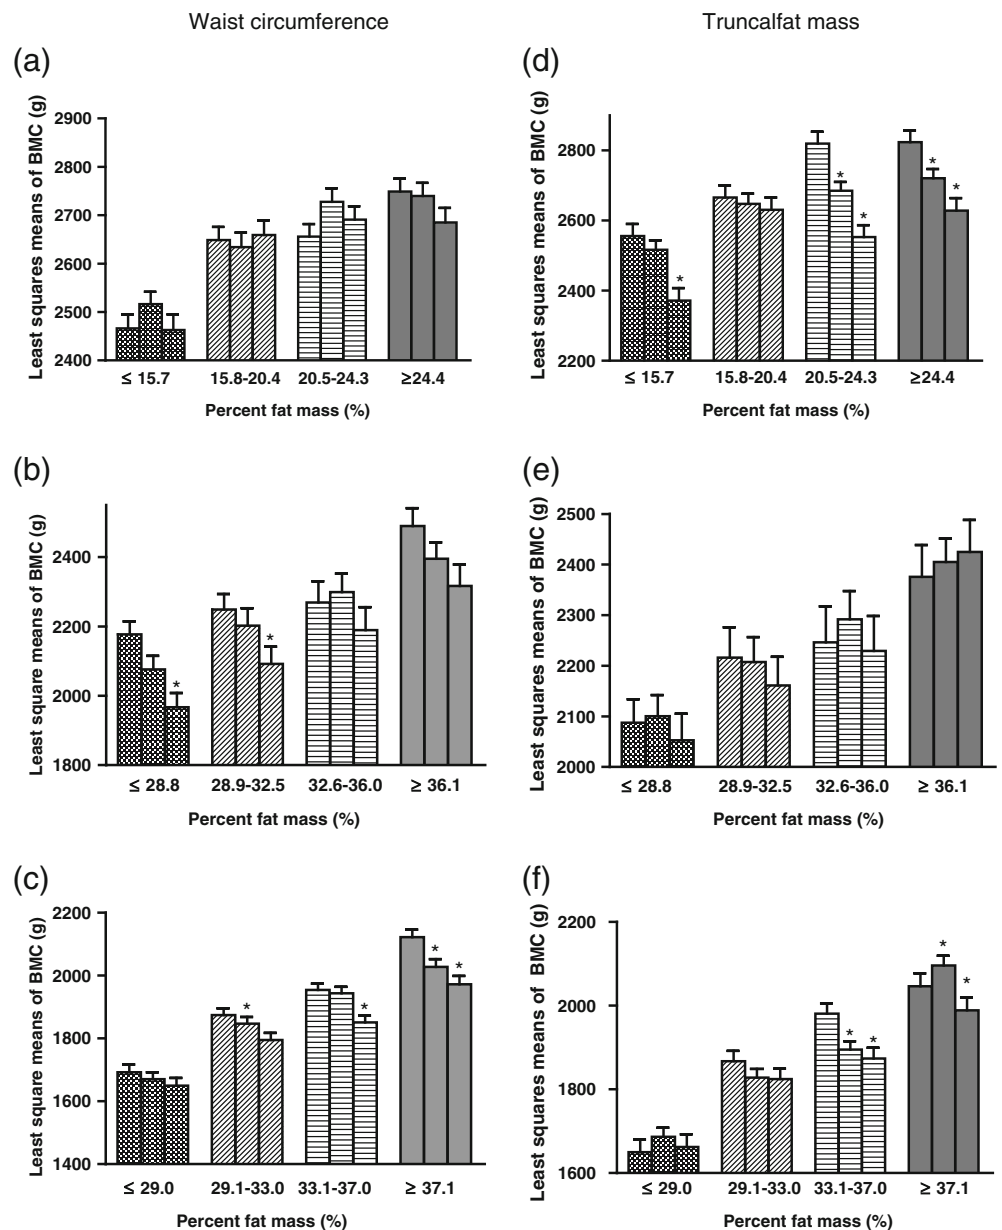 Waist circumference
Truncalfat mass
(a)
Least squares means of BMC (g)
2900
2800
2700
2600
2500
2400
≤ 15.7 15.8-20.4 20.5-24.3 ≥24.4
Percent fat mass (%)
(d)
Least squares means of BMC (g)
2800
2600
2400
2200
* * * * *
≤ 15.7 15.8-20.4 20.5-24.3 ≥24.4
Percent fat mass (%)
(b)
Least square means of BMC (g)
2400
2200
2000
1800
* *
≤ 28.8 28.9-32.5 32.6-36.0 ≥ 36.1
Percent fat mass (%)
(e)
Least squares means of BMC (g)
2500
2400
2300
2200
2100
2000
≤ 28.8 28.9-32.5 32.6-36.0 ≥ 36.1
Percent fat mass (%)
(c)
Least square means of BMC (g)
2200
2000
1800
1600
1400
* * * *
≤ 29.0 29.1-33.0 33.1-37.0 ≥ 37.1
Percent fat mass (%)
(f)
Least squares means of BMC (g)
2200
2000
1800
1600
* * * *
≤ 29.0 29.1-33.0 33.1-37.0 ≥ 37.1
Percent fat mass (%)